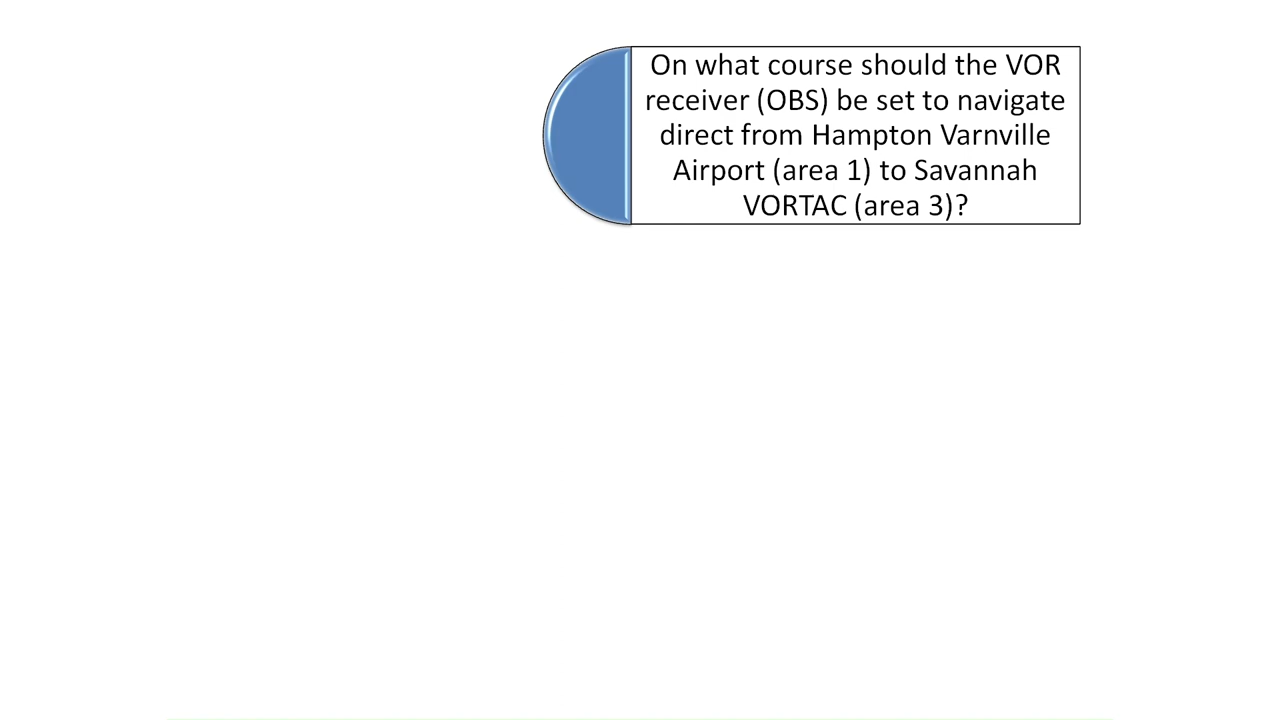 On what course should the VOR
receiver (OBS) be set to navigate
direct from Hampton Varnville
Airport (area 1) to Savannah
VORTAC (area 3)?